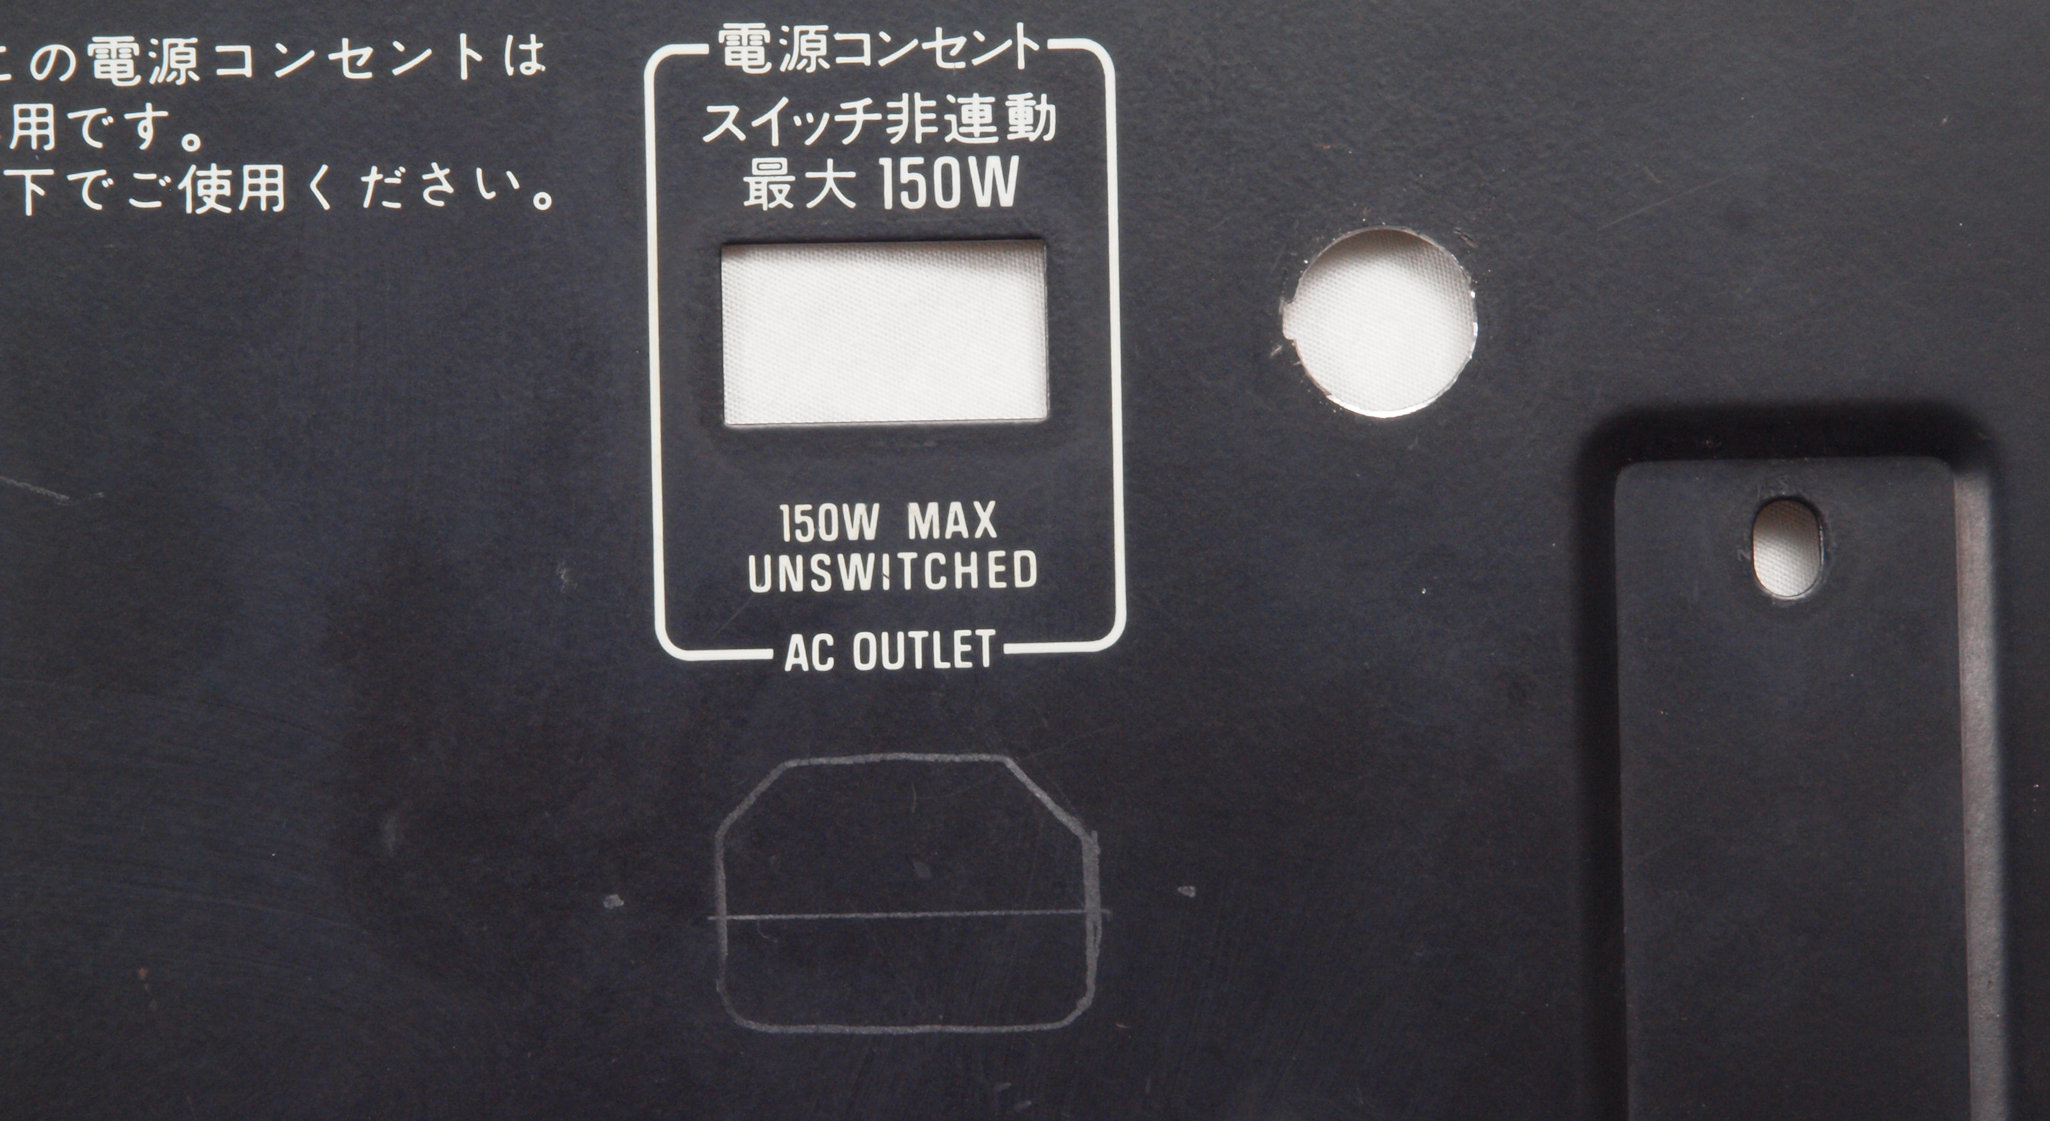 この電源コンセントは
用です。
下でご使用ください。
電源コンセント
スイッチ非連動
最大 150W
150W MAX
UNSWITCHED
AC OUTLET